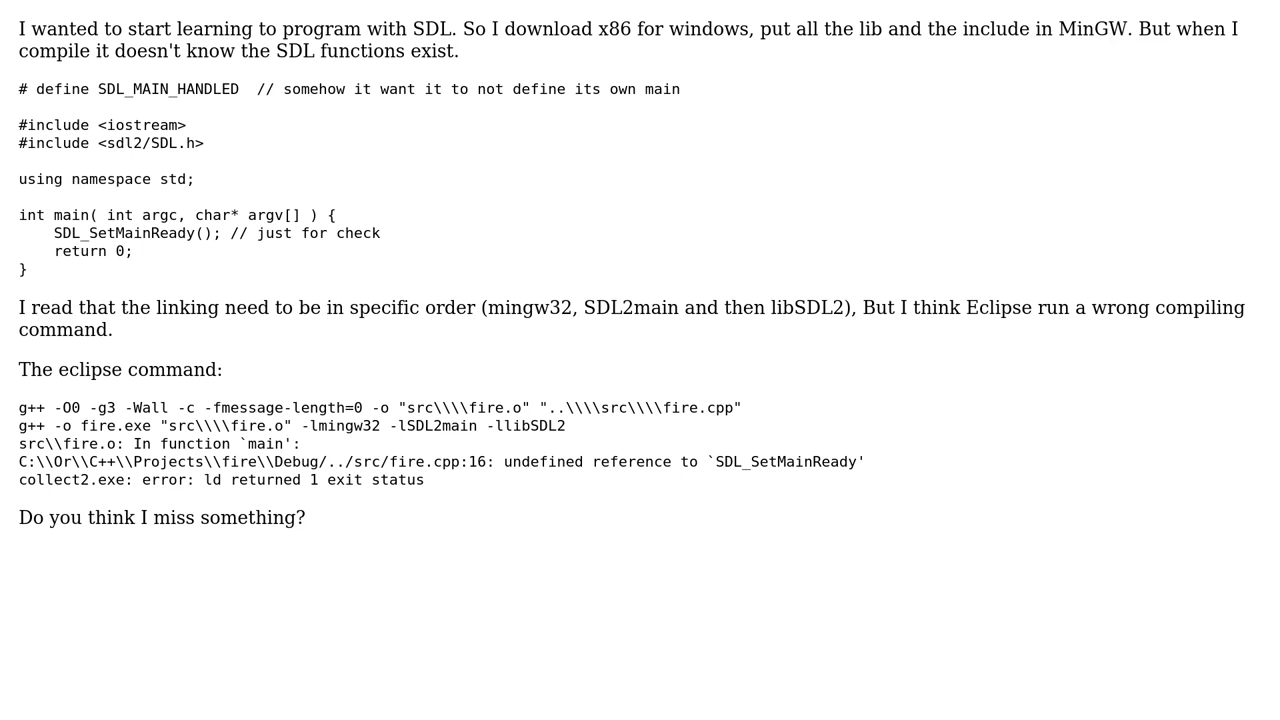 I wanted to start learning to program with SDL. So I download x86 for windows, put all the lib and the include in MinGW. But when I
compile it doesn't know the SDL functions exist.
# define SDL_MAIN_HANDLED  // somehow it want it to not define its own main
#include <iostream>
#include <sdl2/SDL.h>
using namespace std;
int main( int argc, char* argv[] ) {
    SDL_SetMainReady(); // just for check
    return 0;
}
I read that the linking need to be in specific order (mingw32, SDL2main and then libSDL2), But I think Eclipse run a wrong compiling
command.
The eclipse command:
g++ -O0 -g3 -Wall -c -fmessage-length=0 -o "src\\\\fire.o" "..\\\\src\\\\fire.cpp"
g++ -o fire.exe "src\\\\fire.o" -lmingw32 -lSDL2main -llibSDL2
src\\fire.o: In function `main':
C:\\Or\\C++\\Projects\\fire\\Debug/../src/fire.cpp:16: undefined reference to `SDL_SetMainReady'
collect2.exe: error: ld returned 1 exit status
Do you think I miss something?